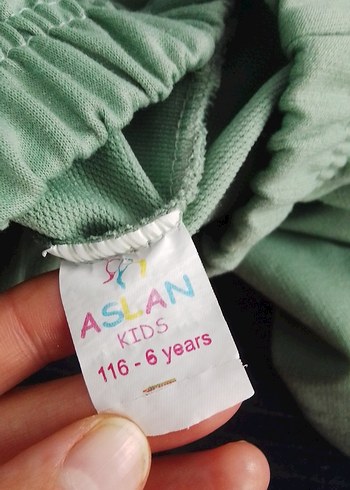 ASLAN
KIDS
116 - 6 years